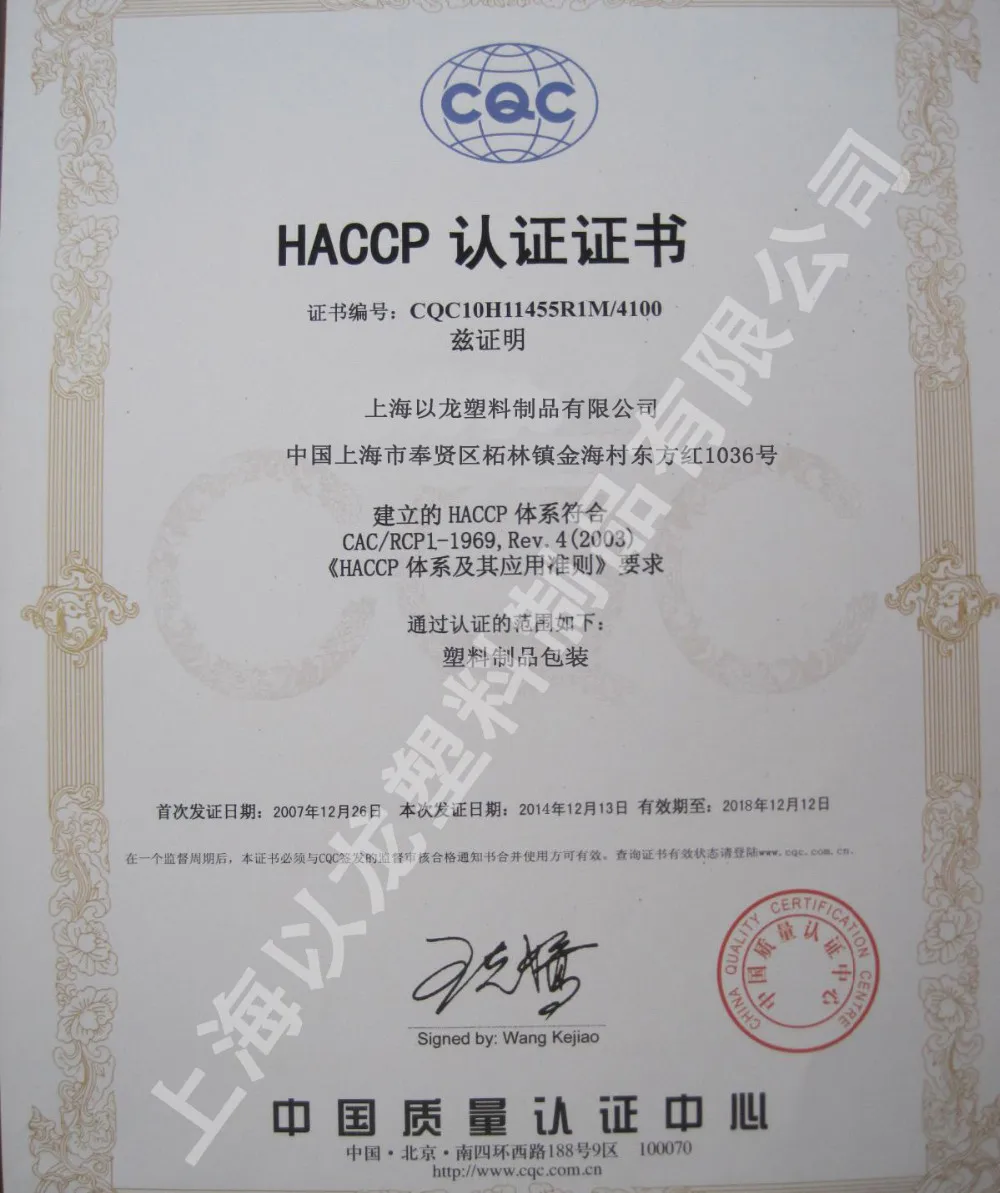 CQC
HACCP 认证证书
证书编号：CQC10H11455R1M/4100
兹证明
上海以龙塑料制品有限公司
中国上海市奉贤区柘林镇金海村东方红1036号
建立的 HACCP 体系符合
CAC/RCP1-1969, Rev. 4(2003)
《HACCP 体系及其应用准则》要求
通过认证的范围如下：
塑料制品包装
首次发证日期：2007年12月26日 本次发证日期：2014年12月13日 有效期至：2018年12月12日
在一个监督周期后，本证书必须与CQC签发的监督审核合格通知书合并使用方可有效。查询证书有效状态请登陆www.cqc.com.cn.
王克娇
Signed by: Wang Kejiao
CHINA QUALITY CERTIFICATION CENTRE
中国质量认证中心
中国质量认证中心
中国·北京·南四环西路188号9区 100070
http://www.cqc.com.cn
上海以龙塑料制品有限公司